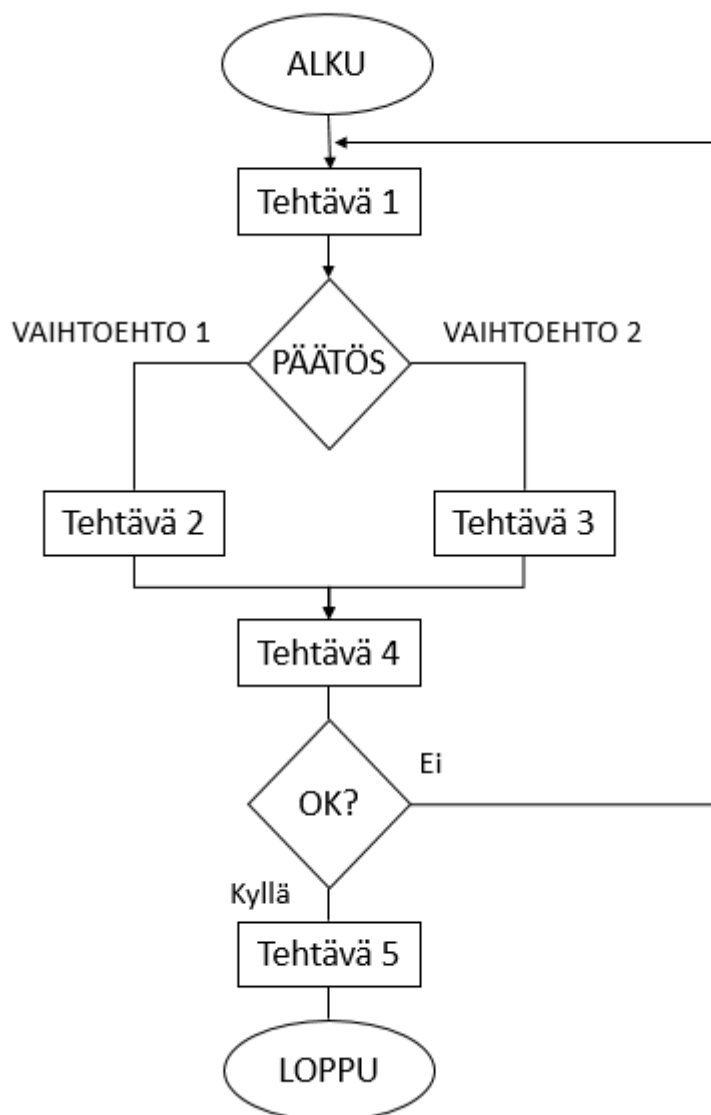 ALKU
Tehtävä 1
VAIHTOEHTO 1
PÄÄTÖS
VAIHTOEHTO 2
Tehtävä 2
Tehtävä 3
Tehtävä 4
Ei
OK?
Kyllä
Tehtävä 5
LOPPU